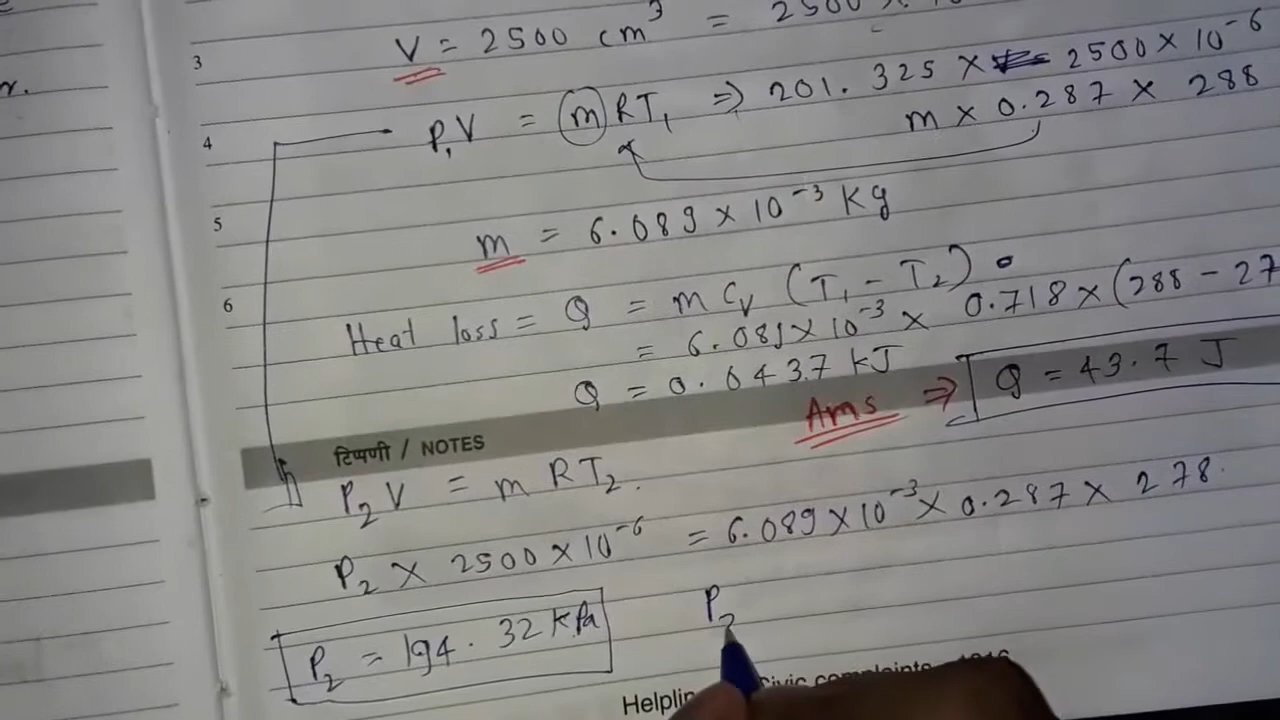 3
V = 2500 cm³ = 2500 ×
r.
4
P₁V = m RT₁ ⇒ 201.325 × 2500 × 10⁻⁶
m × 0.287 × 288
5
m = 6.089 × 10⁻³ Kg
6
Heat loss = Q = m Cv (T₁ - T₂)
= 6.089 × 10⁻³ × 0.718 × (288 - 27
Q = 0.0437 KJ
Ams ⇒ Q = 43.7 J
टिप्पणी / NOTES
P₂V = m RT₂.
P₂ × 2500 × 10⁻⁶ = 6.089 × 10⁻³ × 0.287 × 278.
P₂ = 194.32 kPa
P₂